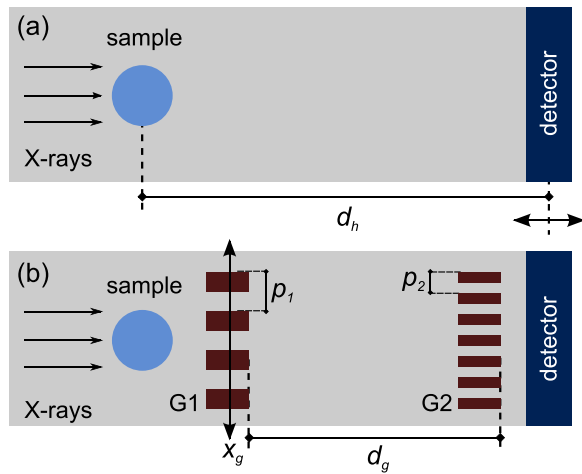 (a)
sample
X-rays
detector
d_h
(b)
sample
p_1
p_2
X-rays
G1
G2
detector
x_g
d_g